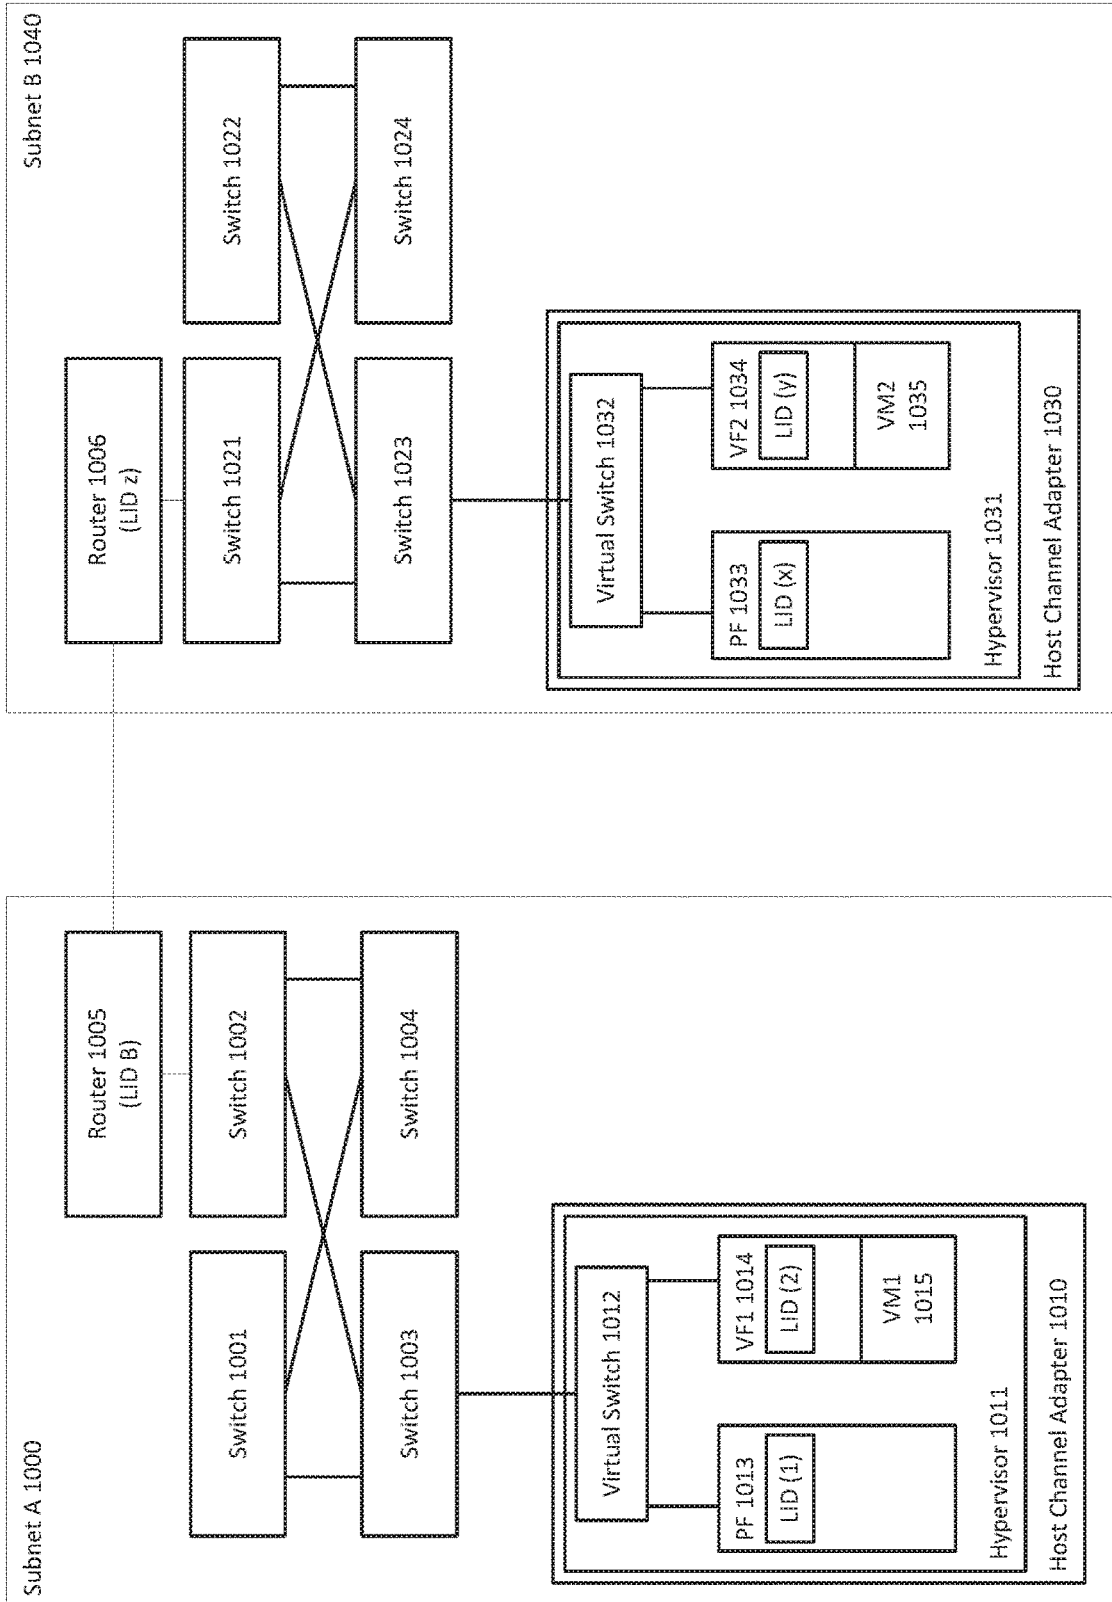 Subnet A 1000
Router 1005
(LID B)
Switch 1001
Switch 1002
Switch 1003
Switch 1004
Virtual Switch 1012
PF 1013
LID (1)
VF1 1014
LID (2)
VM1
1015
Hypervisor 1011
Host Channel Adapter 1010
Subnet B 1040
Router 1006
(LID z)
Switch 1021
Switch 1022
Switch 1023
Switch 1024
Virtual Switch 1032
PF 1033
LID (x)
VF2 1034
LID (y)
VM2
1035
Hypervisor 1031
Host Channel Adapter 1030